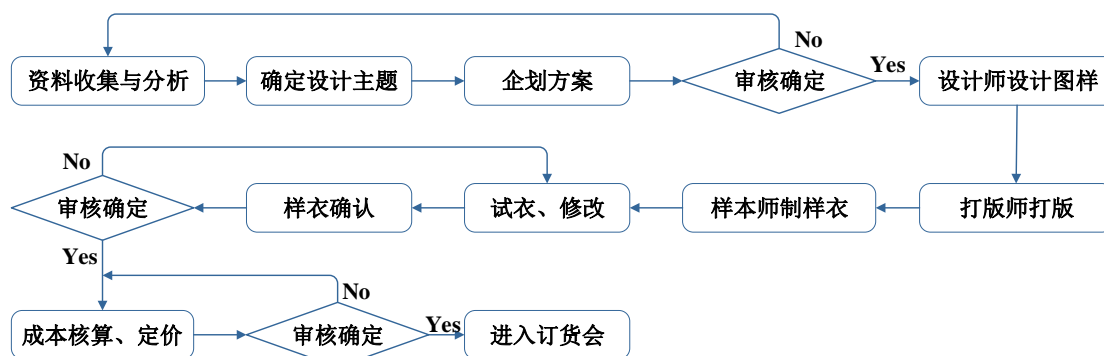 No
资料收集与分析
确定设计主题
企划方案
审核确定
Yes
设计师设计图样
No
审核确定
样衣确认
试衣、修改
样本师制样衣
打版师打版
Yes
No
成本核算、定价
审核确定
Yes
进入订货会